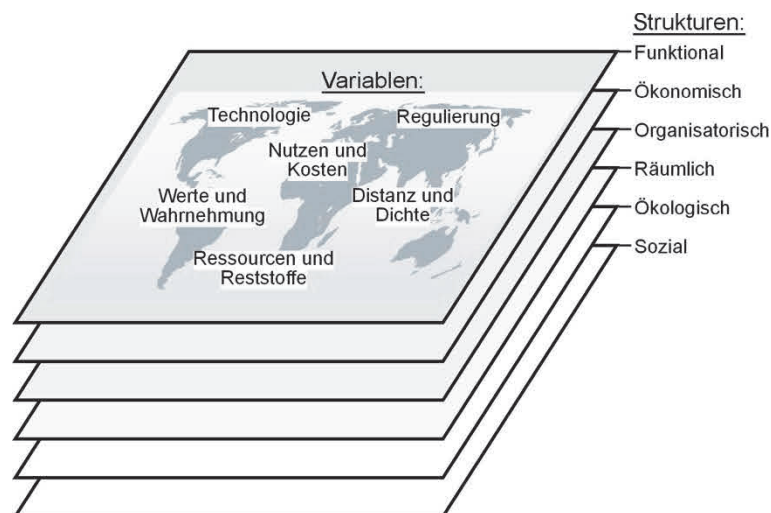 Strukturen:
Funktional
Variablen:
Ökonomisch
Technologie
Regulierung
Organisatorisch
Nutzen und
Kosten
Räumlich
Werte und
Wahrnehmung
Distanz und
Dichte
Ökologisch
Sozial
Ressourcen und
Reststoffe